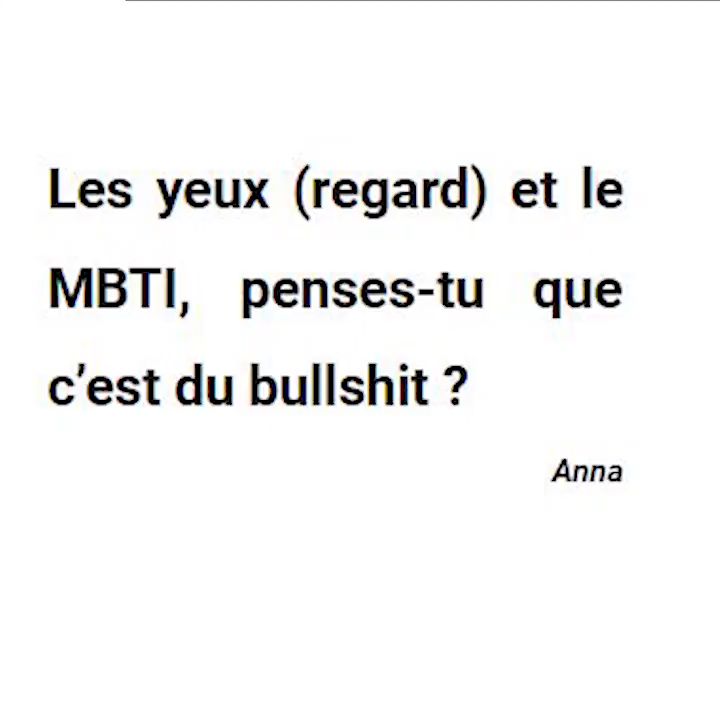 Les yeux (regard) et le
MBTI, penses-tu que
c’est du bullshit ?
Anna